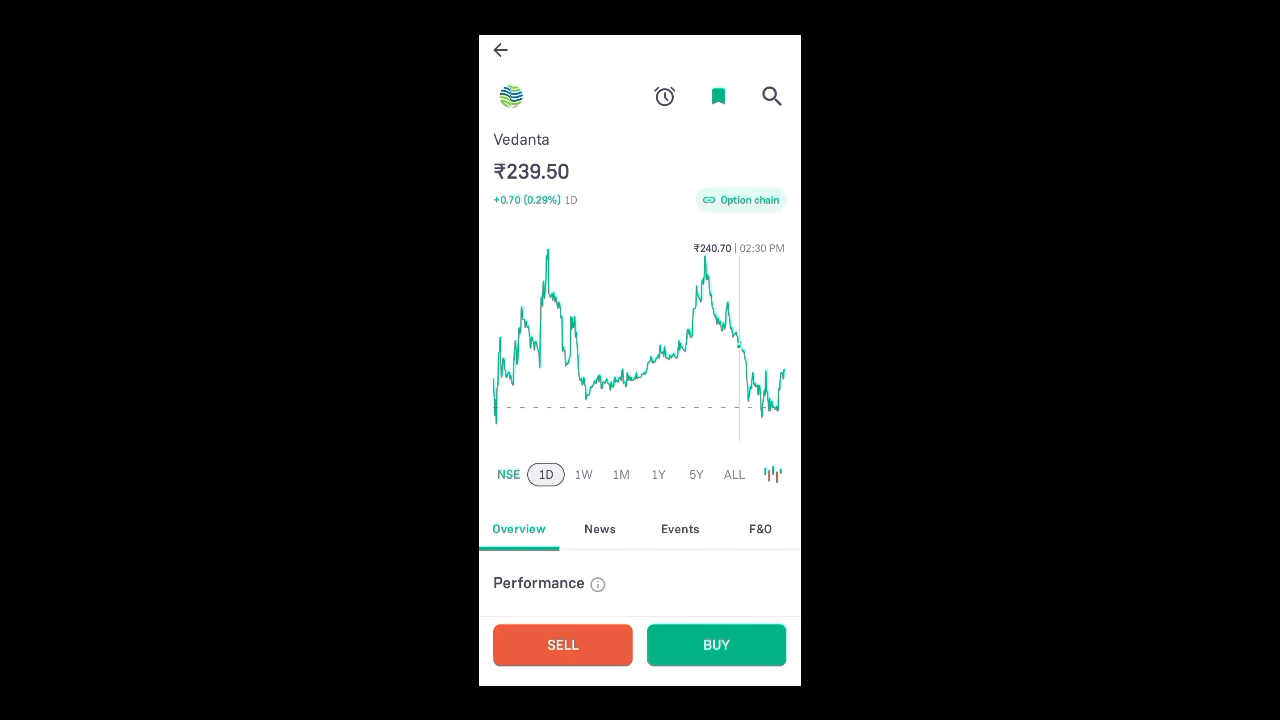 Vedanta
₹239.50
+0.70 (0.29%) 1D
Option chain
₹240.70 | 02:30 PM
NSE 1D 1W 1M 1Y 5Y ALL
Overview News Events F&O
Performance
SELL BUY